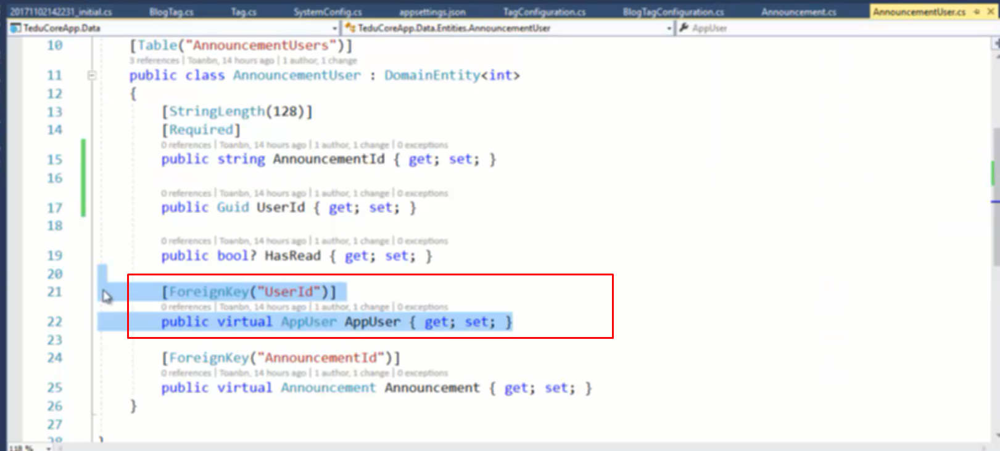 20171102142231_initial.cs BlogTag.cs Tag.cs SystemConfig.cs appsettings.json TagConfiguration.cs BlogTagConfiguration.cs Announcement.cs AnnouncementUser.cs
TeduCoreApp.Data TeduCoreApp.Data.Entities.AnnouncementUser AppUser
10 [Table("AnnouncementUsers")]
3 references | Toanbn, 14 hours ago | 1 author, 1 change
11 public class AnnouncementUser : DomainEntity<int>
12 {
13 [StringLength(128)]
14 [Required]
0 references | Toanbn, 14 hours ago | 1 author, 1 change | 0 exceptions
15 public string AnnouncementId { get; set; }
16
0 references | Toanbn, 14 hours ago | 1 author, 1 change | 0 exceptions
17 public Guid UserId { get; set; }
18
0 references | Toanbn, 14 hours ago | 1 author, 1 change | 0 exceptions
19 public bool? HasRead { get; set; }
20
21 [ForeignKey("UserId")]
0 references | Toanbn, 14 hours ago | 1 author, 1 change | 0 exceptions
22 public virtual AppUser AppUser { get; set; }
23
24 [ForeignKey("AnnouncementId")]
0 references | Toanbn, 14 hours ago | 1 author, 1 change | 0 exceptions
25 public virtual Announcement Announcement { get; set; }
26 }
27
28 }
118 %